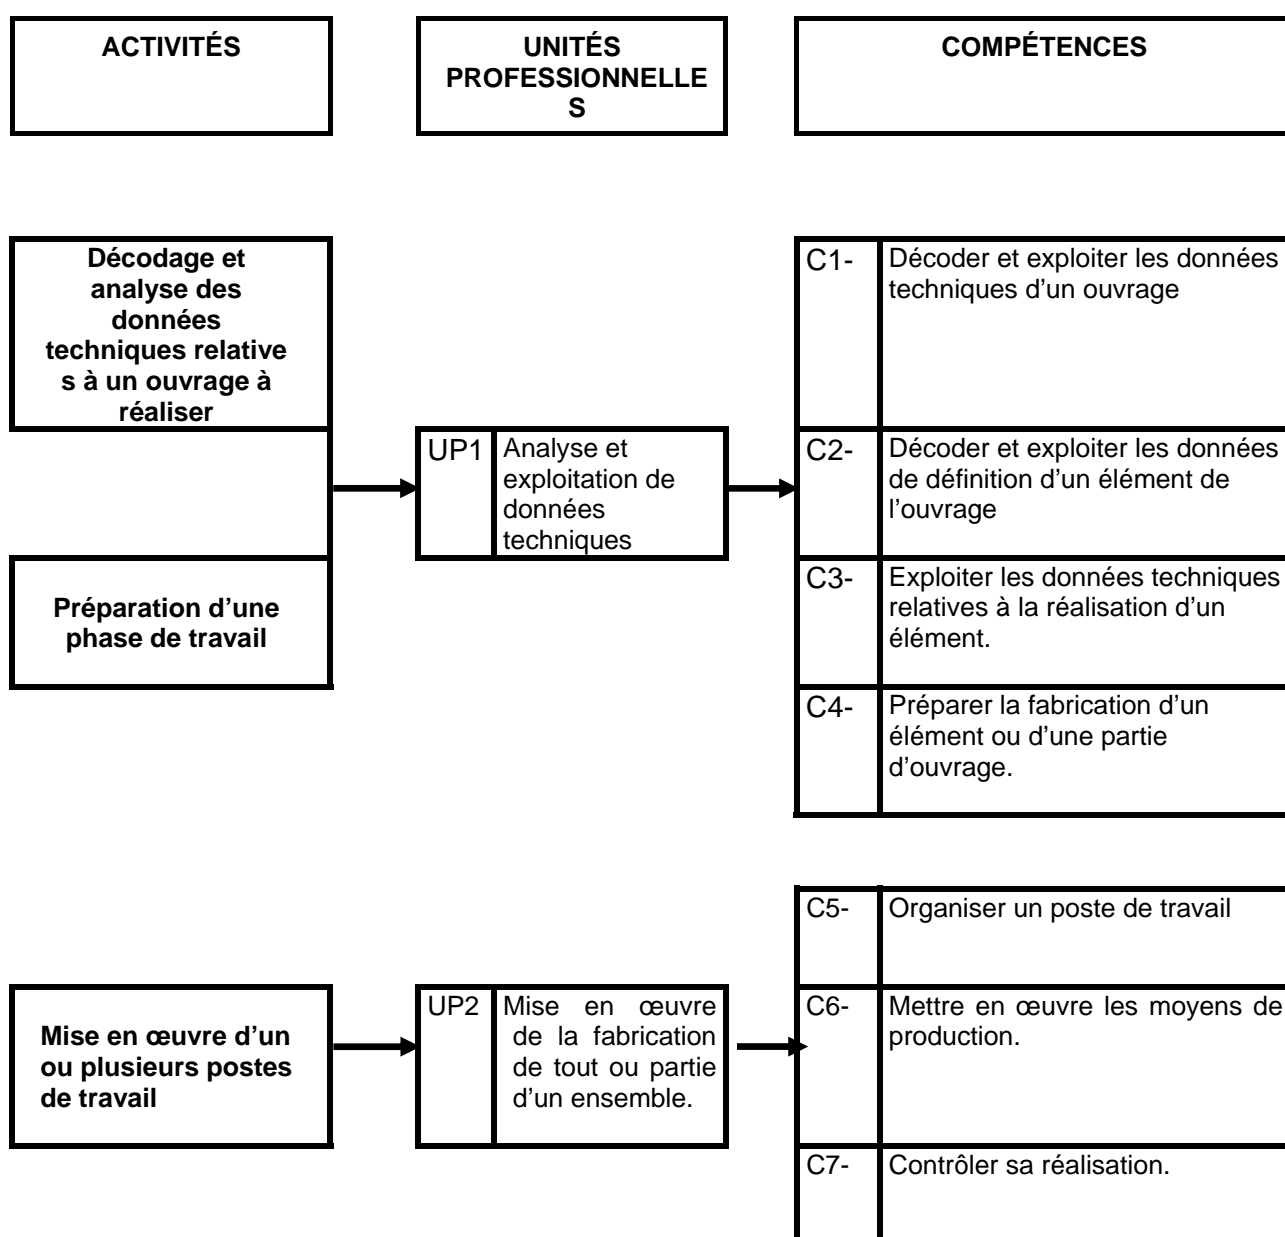 ACTIVITÉS
UNITÉS
PROFESSIONNELLE
S
COMPÉTENCES
Décodage et
analyse des
données
techniques relative
s à un ouvrage à
réaliser
Préparation d’une
phase de travail
UP1
Analyse et
exploitation de
données
techniques
C1-
Décoder et exploiter les données
techniques d’un ouvrage
C2-
Décoder et exploiter les données
de définition d’un élément de
l’ouvrage
C3-
Exploiter les données techniques
relatives à la réalisation d’un
élément.
C4-
Préparer la fabrication d’un
élément ou d’une partie
d’ouvrage.
Mise en œuvre d’un
ou plusieurs postes
de travail
UP2
Mise en œuvre
de la fabrication
de tout ou partie
d’un ensemble.
C5-
Organiser un poste de travail
C6-
Mettre en œuvre les moyens de
production.
C7-
Contrôler sa réalisation.